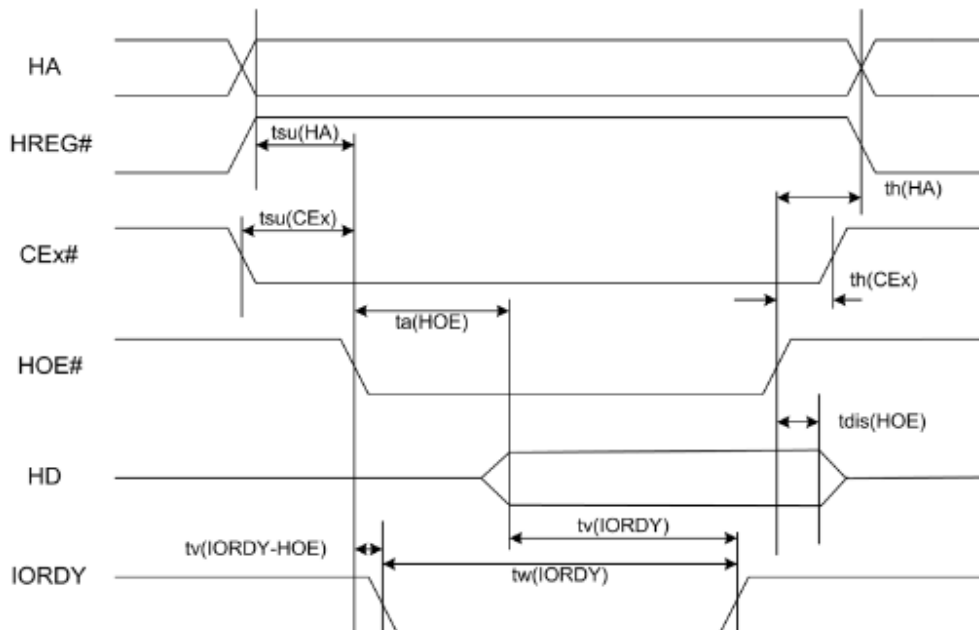 HA
HREG#
tsu(HA)
th(HA)
tsu(CEx)
CEx#
th(CEx)
ta(HOE)
HOE#
tdis(HOE)
HD
tv(IORDY)
tv(IORDY-HOE)
tw(IORDY)
IORDY